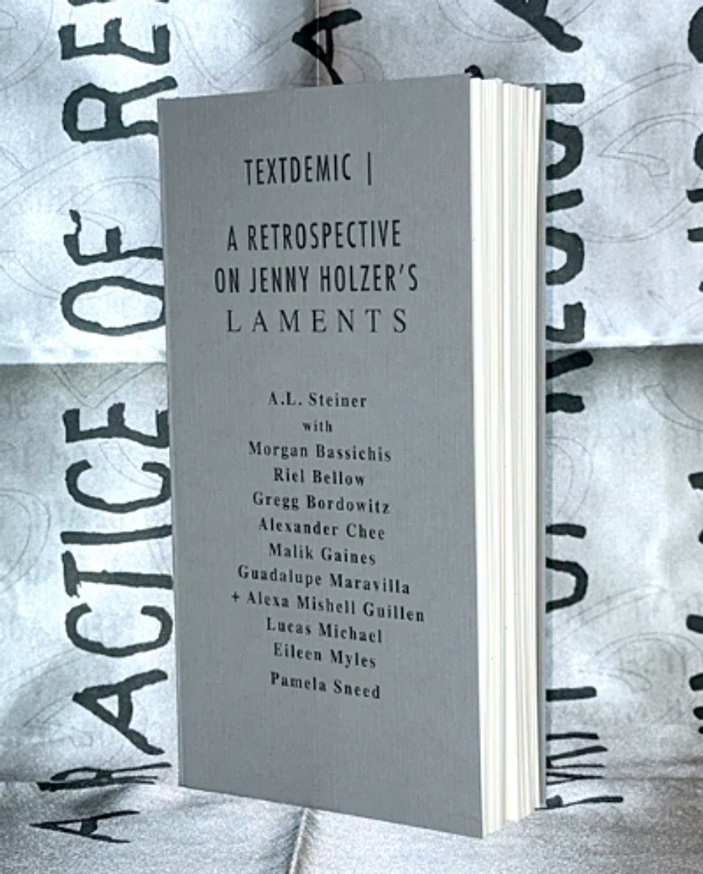 TEXTDEMIC |
A RETROSPECTIVE
ON JENNY HOLZER'S
LAMENTS
A.L. Steiner
with
Morgan Bassichis
Riel Bellow
Gregg Bordowitz
Alexander Chee
Malik Gaines
Guadalupe Maravilla
+ Alexa Mishell Guillen
Lucas Michael
Eileen Myles
Pamela Sneed
OF